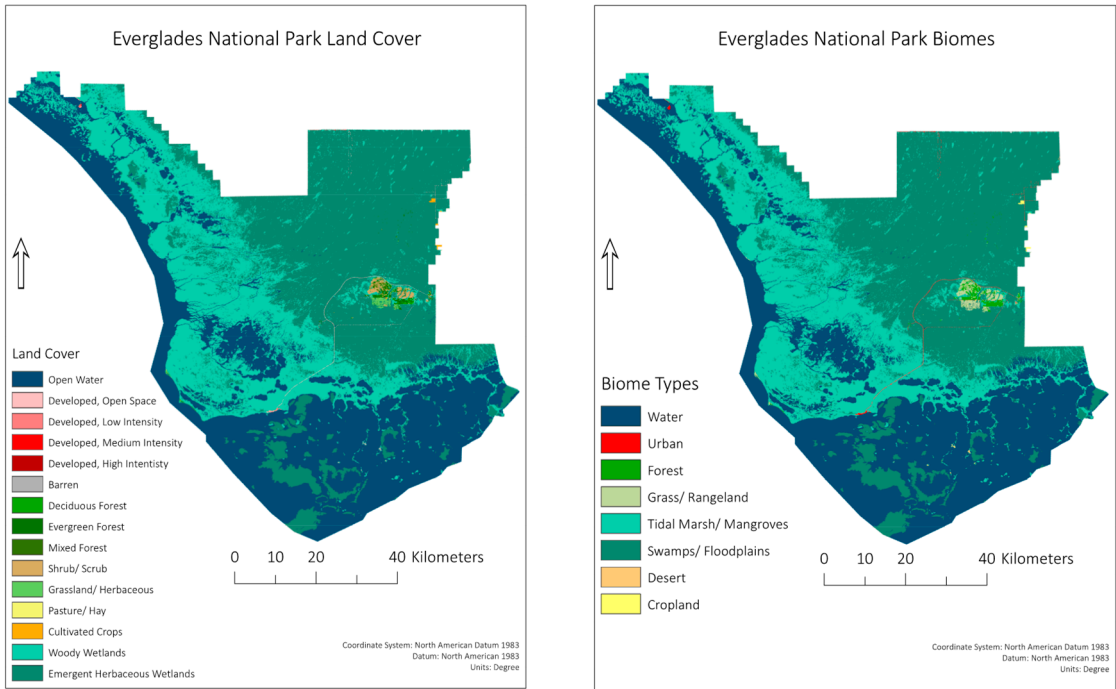 Everglades National Park Land Cover
Land Cover
Open Water
Developed, Open Space
Developed, Low Intensity
Developed, Medium Intensity
Developed, High Intentisty
Barren
Deciduous Forest
Evergreen Forest
Mixed Forest
Shrub/ Scrub
Grassland/ Herbaceous
Pasture/ Hay
Cultivated Crops
Woody Wetlands
Emergent Herbaceous Wetlands
0 10 20 40 Kilometers
Coordinate System: North American Datum 1983
Datum: North American 1983
Units: Degree
Everglades National Park Biomes
Biome Types
Water
Urban
Forest
Grass/ Rangeland
Tidal Marsh/ Mangroves
Swamps/ Floodplains
Desert
Cropland
0 10 20 40 Kilometers
Coordinate System: North American Datum 1983
Datum: North American 1983
Units: Degree